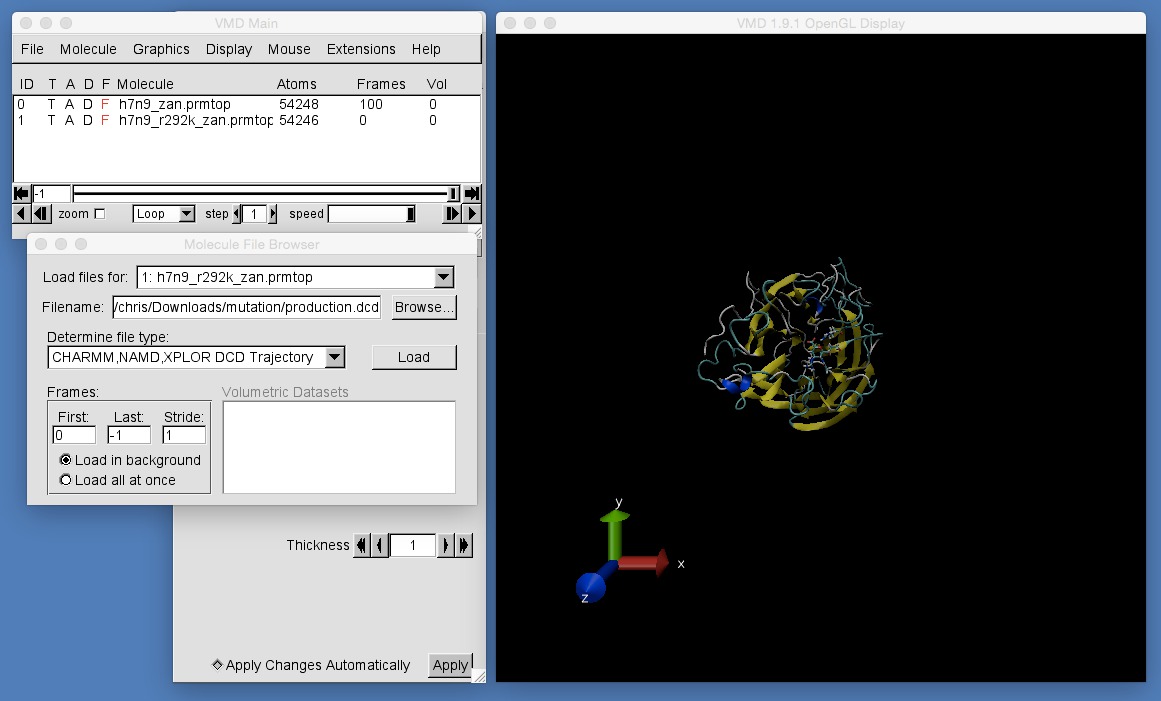 VMD Main
File Molecule Graphics Display Mouse Extensions Help
ID T A D F Molecule Atoms Frames Vol
0 T A D F h7n9_zan.prmtop 54248 100 0
1 T A D F h7n9_r292k_zan.prmtop 54246 0 0
-1
zoom Loop step 1 speed
Molecule File Browser
Load files for: 1: h7n9_r292k_zan.prmtop
Filename: /chris/Downloads/mutation/production.dcd Browse...
Determine file type:
CHARMM,NAMD,XPLOR DCD Trajectory Load
Frames: Volumetric Datasets
First: Last: Stride:
0 -1 1
Load in background
Load all at once
Thickness 1
Apply Changes Automatically Apply
VMD 1.9.1 OpenGL Display
y
x
z